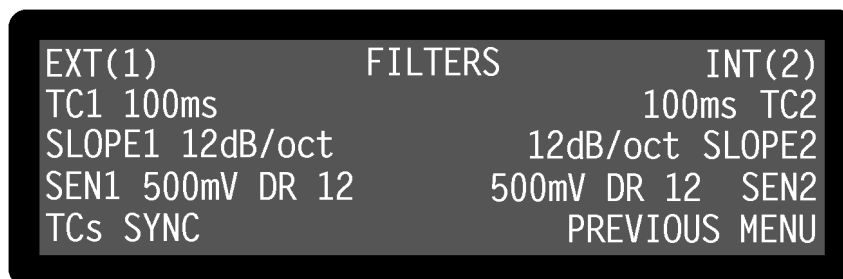 EXT(1) FILTERS INT(2)
TC1 100ms 100ms TC2
SLOPE1 12dB/oct 12dB/oct SLOPE2
SEN1 500mV DR 12 500mV DR 12 SEN2
TCs SYNC PREVIOUS MENU